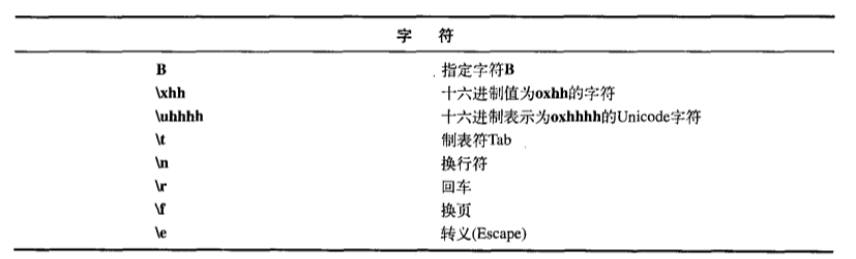 字 符
B 指定字符B
\xhh 十六进制值为oxhh的字符
\uhhhh 十六进制表示为oxhhhh的Unicode字符
\t 制表符Tab
\n 换行符
\r 回车
\f 换页
\e 转义(Escape)